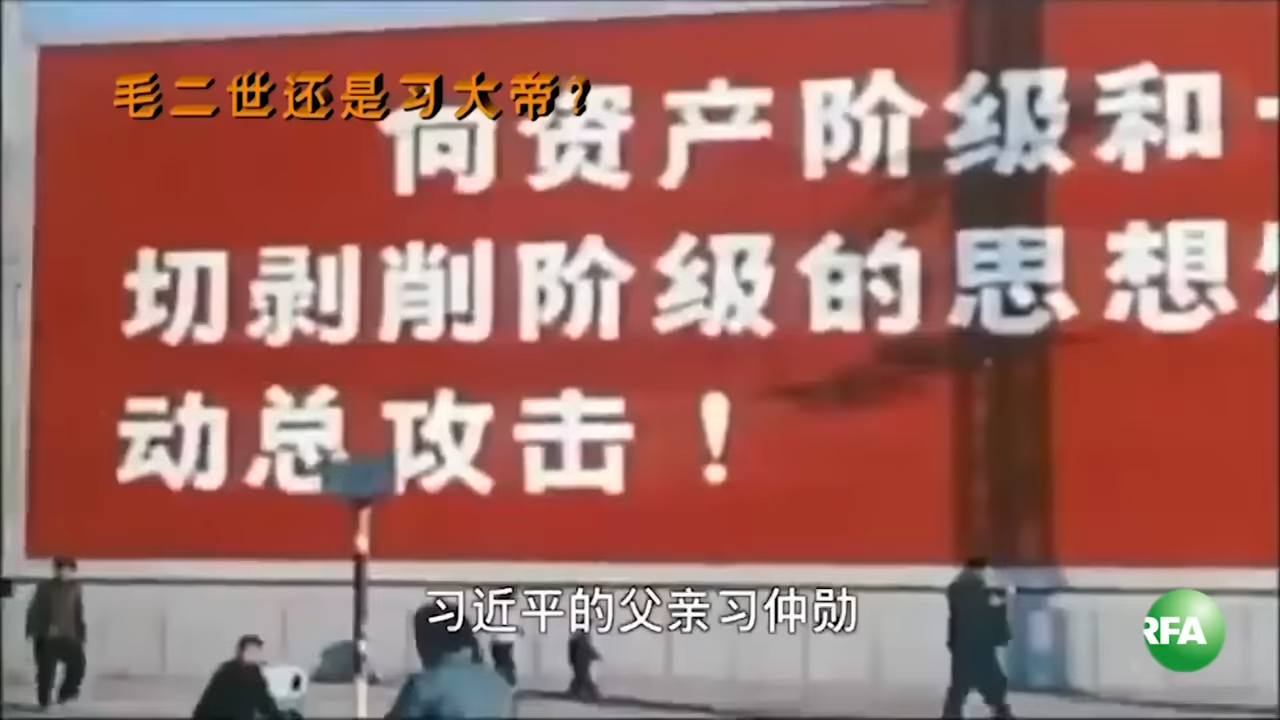 毛二世还是习大帝?
向资产阶级和一
切剥削阶级的思想
动总攻击!
习近平的父亲习仲勋
RFA